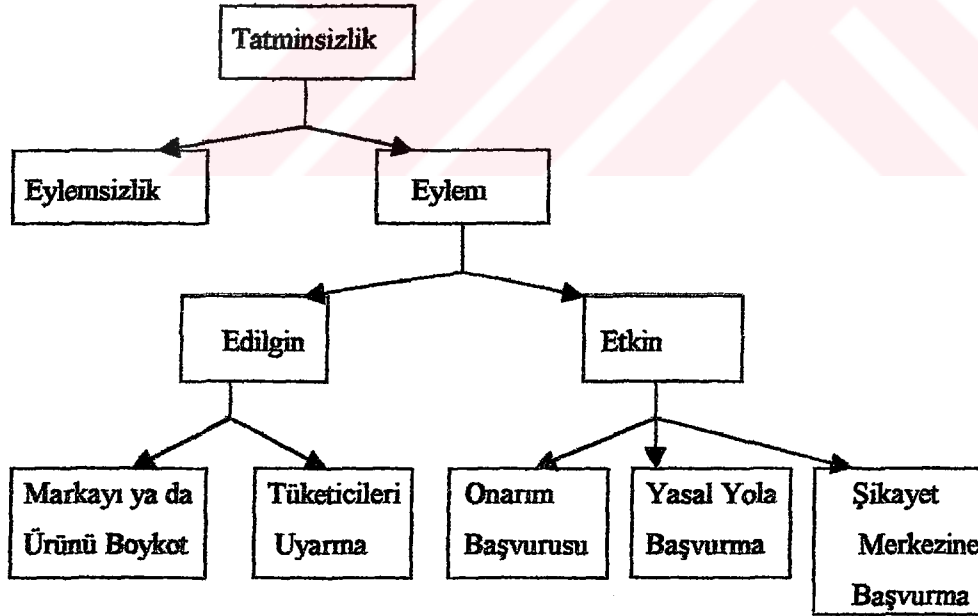 Tatminsizlik
Eylemsizlik
Eylem
Edilgin
Etkin
Markayı ya da
Ürünü Boykot
Tüketicileri
Uyarma
Onarım
Başvurusu
Yasal Yola
Başvurma
Şikayet
Merkezine
Başvurma